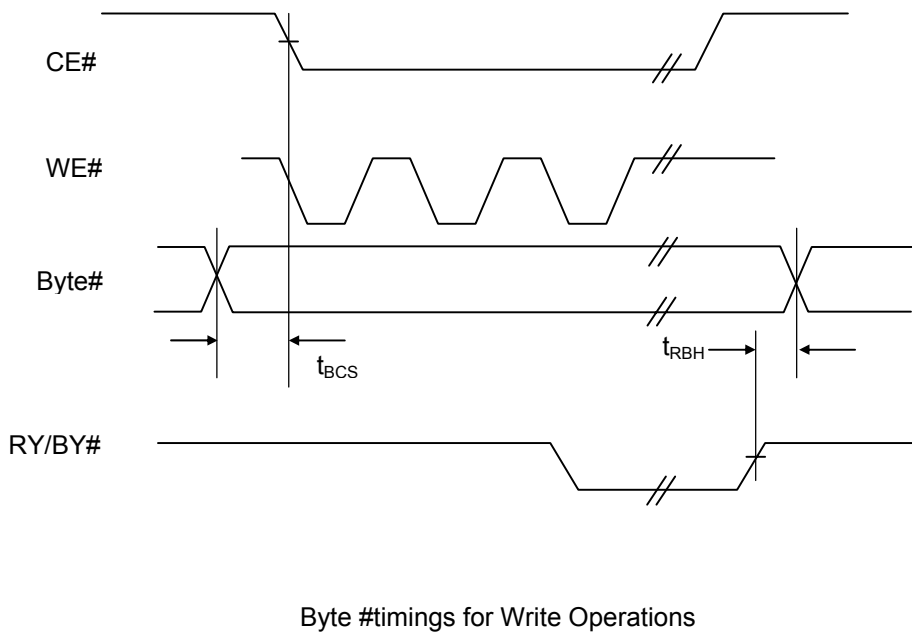 CE#
WE#
Byte#
tBCS
tRBH
RY/BY#
Byte #timings for Write Operations